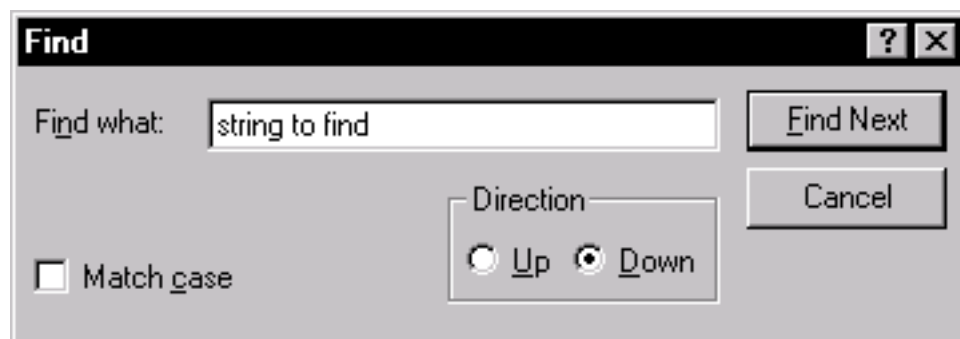 Find
Find what: string to find Find Next
Direction Cancel
Up Down
Match case